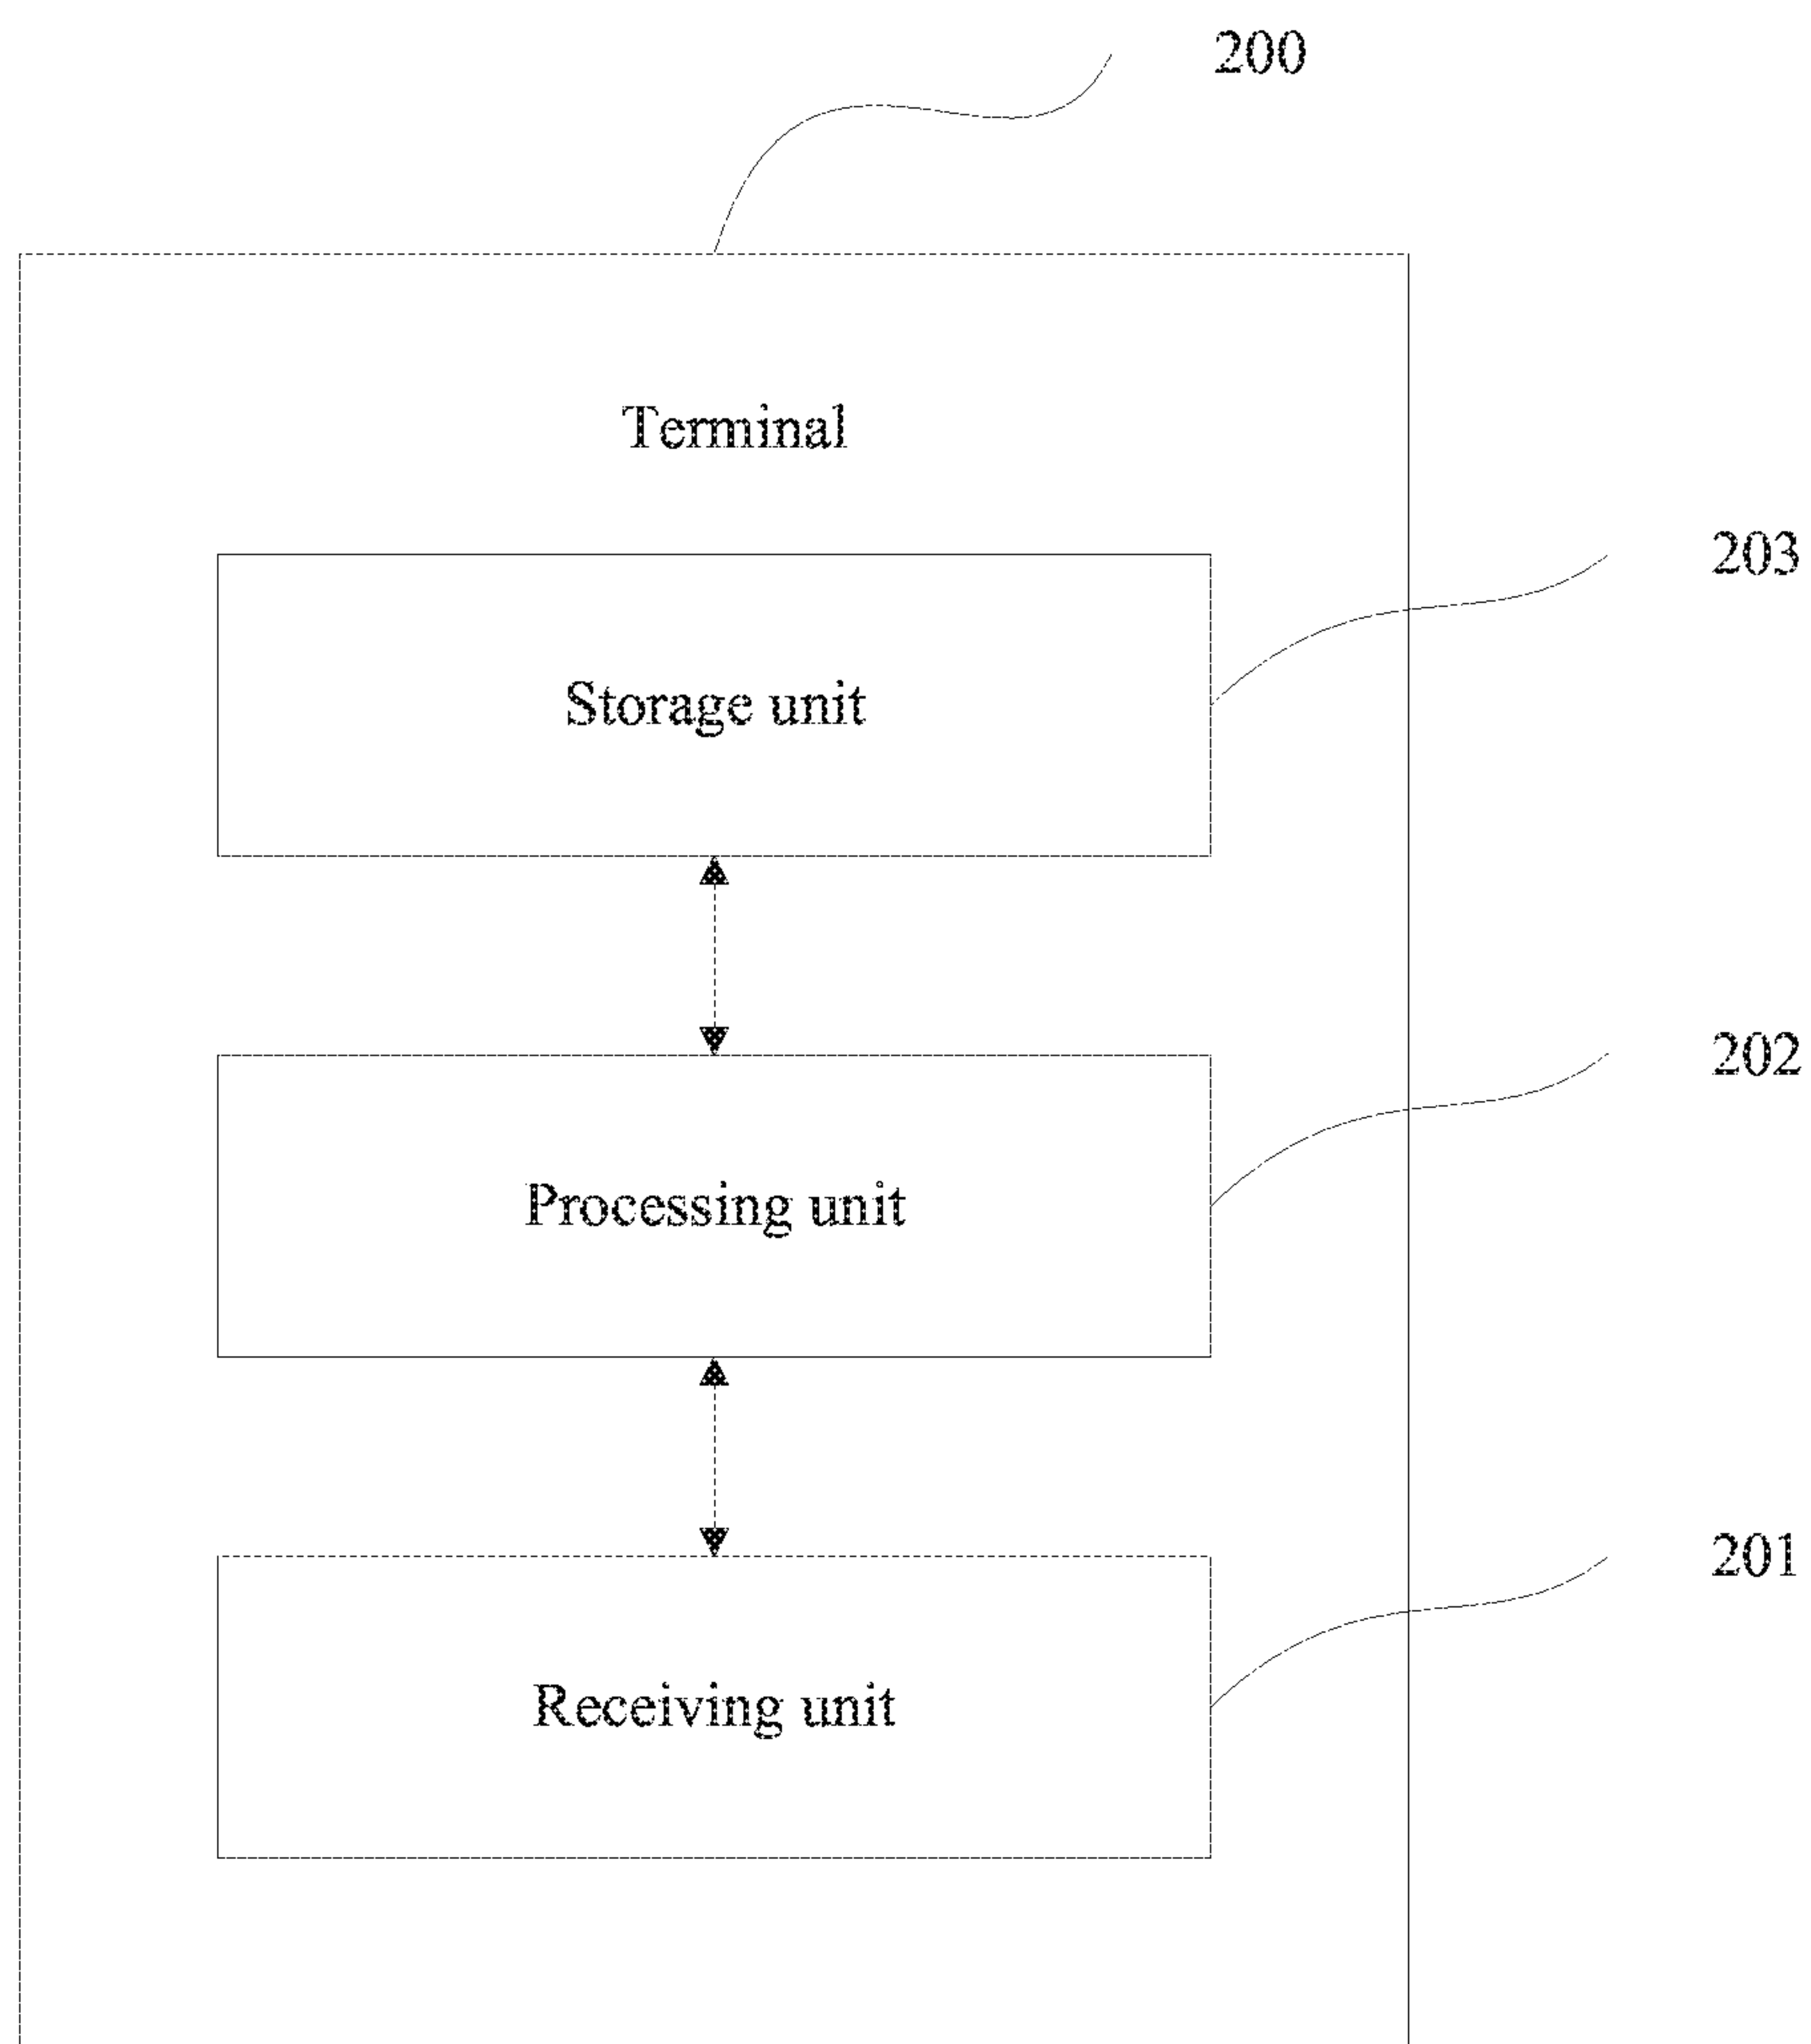 200
Terminal
203
Storage unit
202
Processing unit
201
Receiving unit